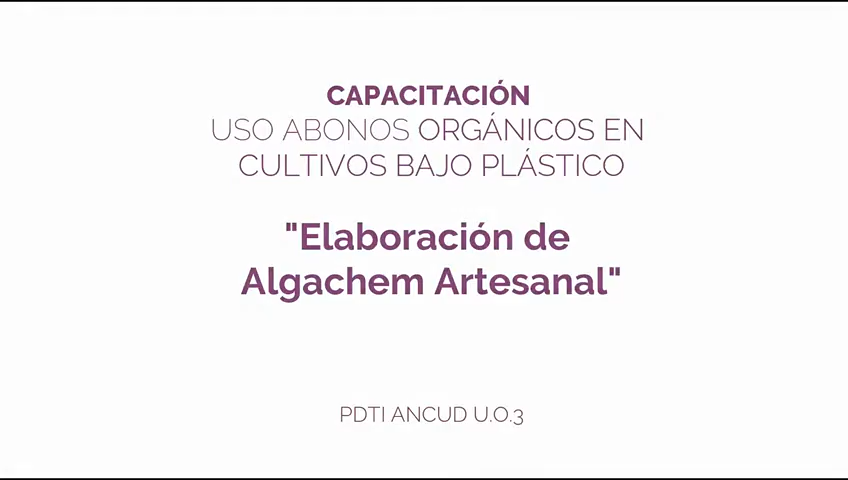 CAPACITACIÓN
USO ABONOS ORGÁNICOS EN
CULTIVOS BAJO PLÁSTICO
"Elaboración de
Algachem Artesanal"
PDTI ANCUD U.O.3